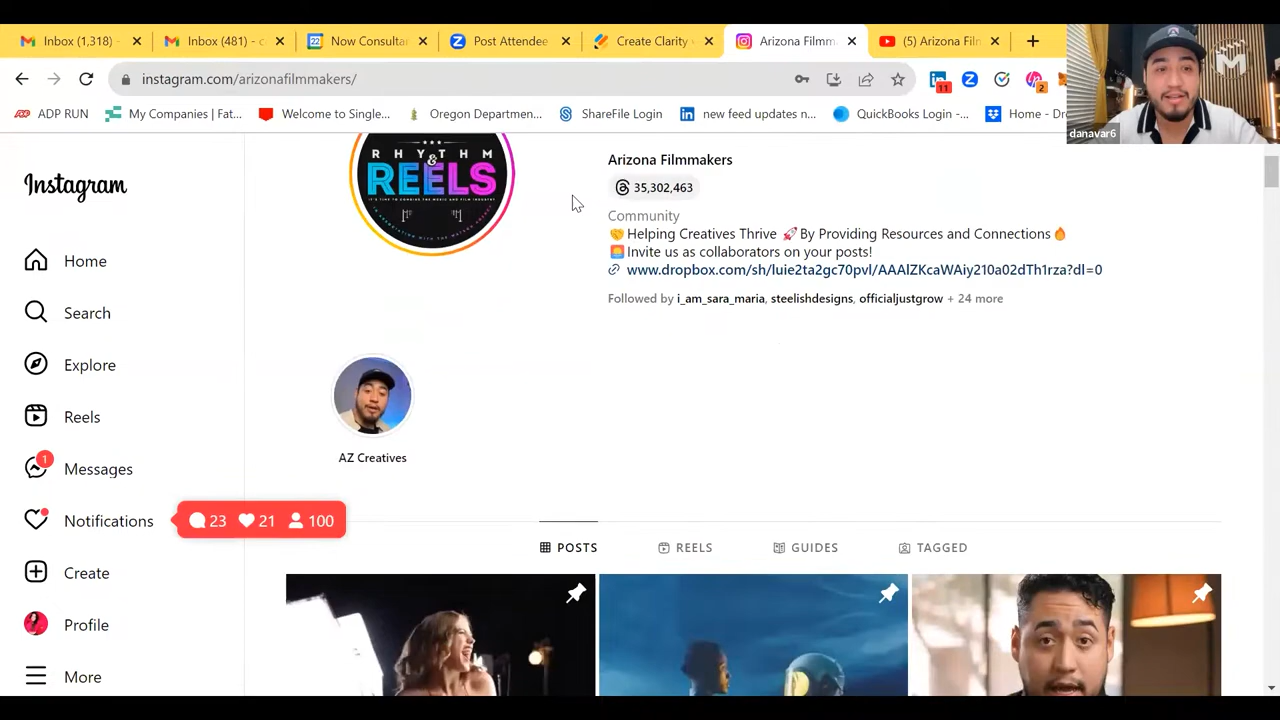 Inbox (1,318) -
Inbox (481) - c
Now Consulta
Post Attendee
Create Clarity
Arizona Filmm
(5) Arizona Fil
instagram.com/arizonafilmmakers/
11
2
ADP RUN
My Companies | Fat...
Welcome to Single...
Oregon Departmen...
ShareFile Login
new feed updates n...
QuickBooks Login -...
Home - Dr
danavar6
Instagram
RHYTHM
&
REELS
Arizona Filmmakers
35,302,463
Community
Helping Creatives Thrive 🚀By Providing Resources and Connections🔥
🌅Invite us as collaborators on your posts!
www.dropbox.com/sh/luie2ta2gc70pvl/AAAlZKcaWAiy210a02dTh1rza?dl=0
Followed by i_am_sara_maria, steelishdesigns, officialjustgrow + 24 more
Home
Search
Explore
Reels
1
Messages
Notifications
23 21 100
Create
Profile
More
AZ Creatives
POSTS
REELS
GUIDES
TAGGED